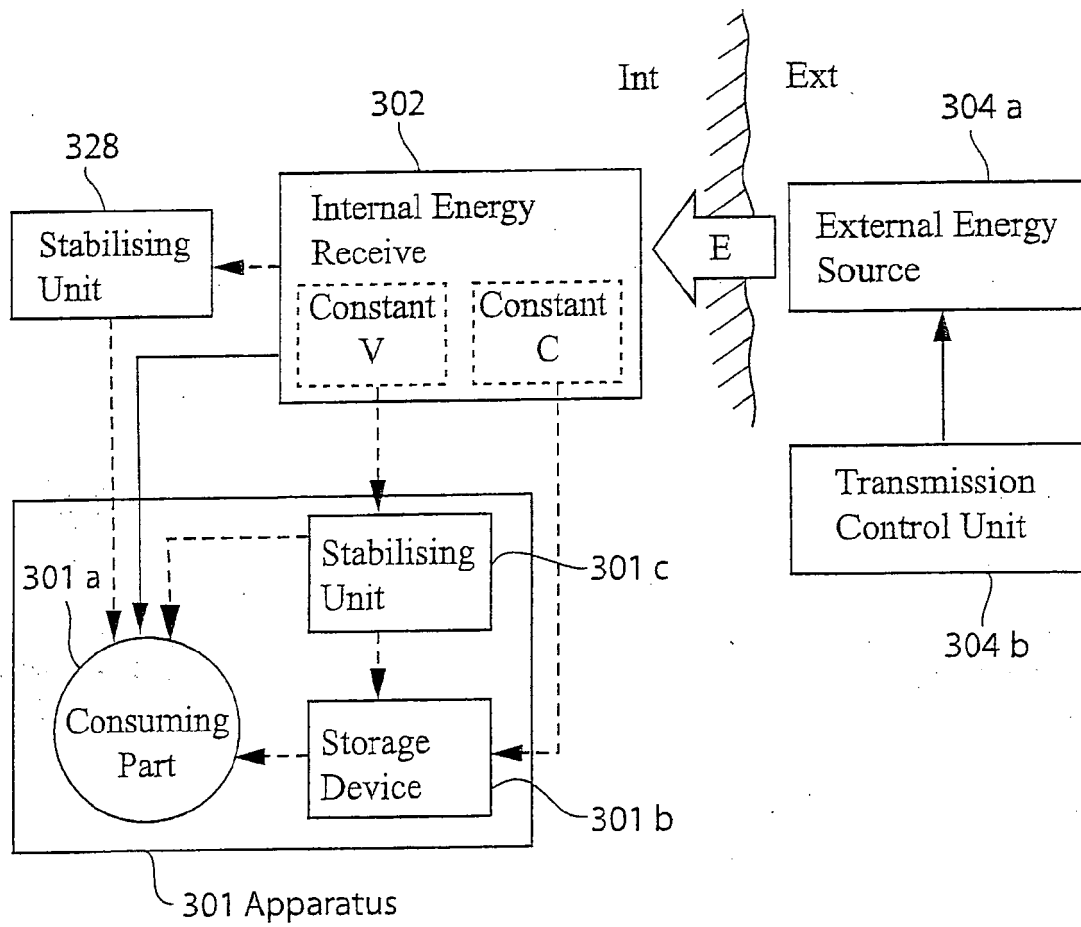 Int
Ext
302
304 a
328
Internal Energy
Receive
External Energy
Source
Stabilising
Unit
E
Constant
V
Constant
C
Transmission
Control Unit
Stabilising
Unit
301 c
301 a
304 b
Consuming
Part
Storage
Device
301 b
301 Apparatus